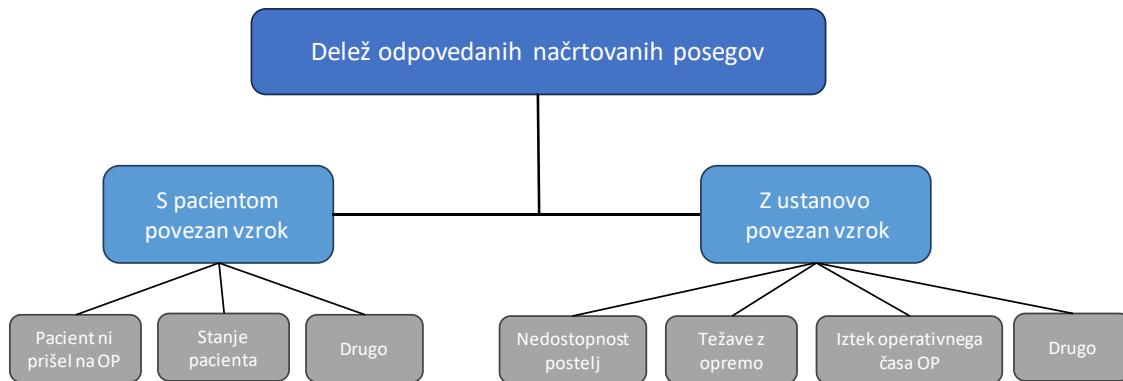 Delež odpovedanih načrtovanih posegov
S pacientom
povezan vzrok
Z ustanovo
povezan vzrok
Pacient ni
prišel na OP
Stanje
pacienta
Drugo
Nedostopnost
postelj
Težave z
opremo
Iztek operativnega
časa OP
Drugo